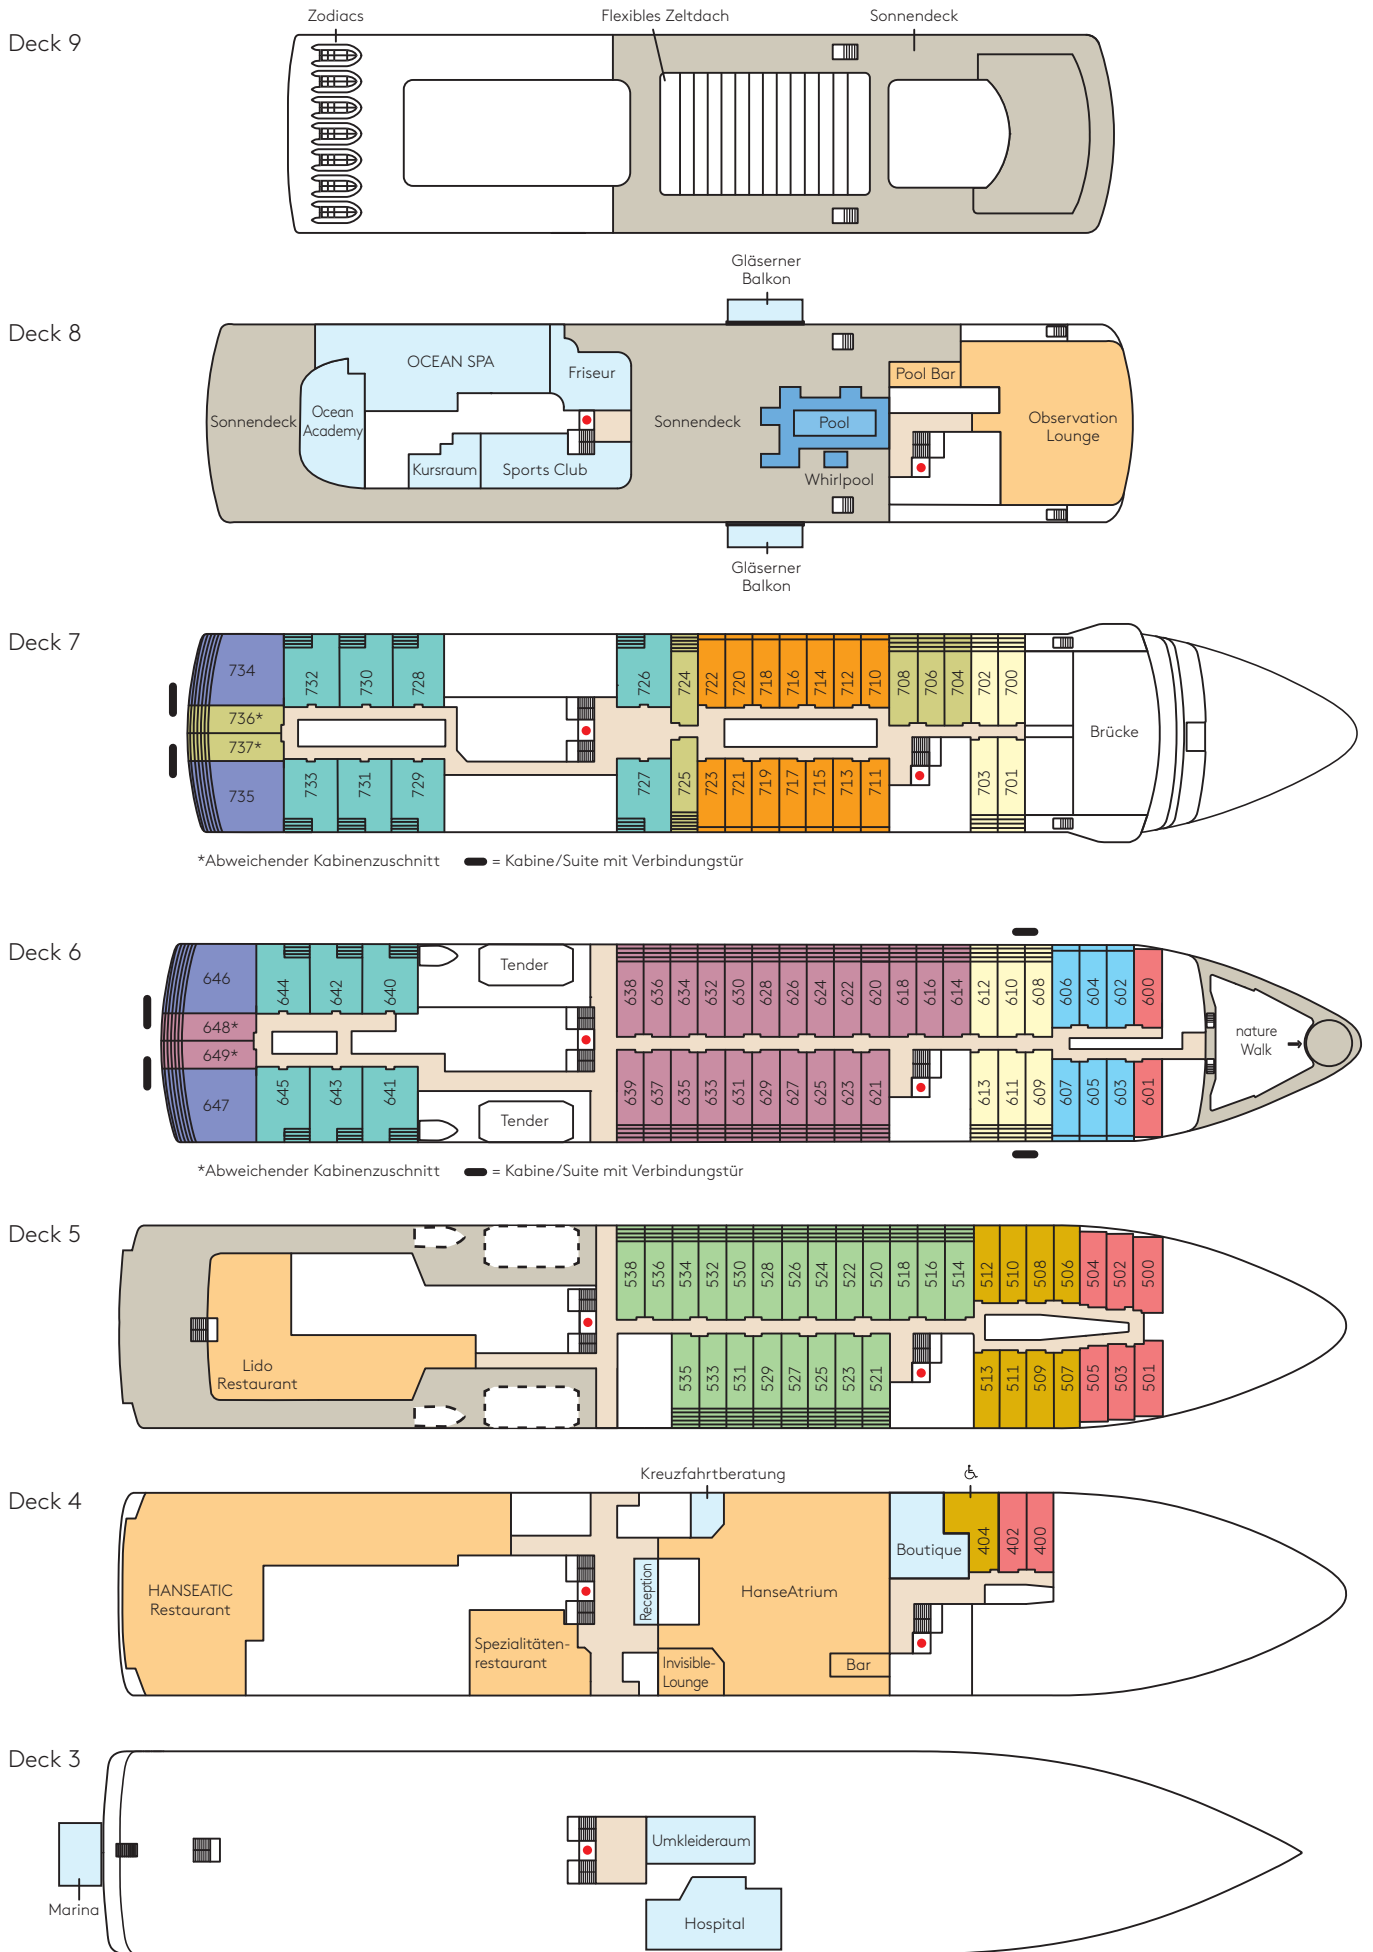 Zodiacs
Flexibles Zeltdach
Sonnendeck
Deck 9
Gläserner
Balkon
Deck 8
OCEAN SPA
Friseur
Pool Bar
Sonnendeck
Ocean
Academy
Sonnendeck
Pool
Observation
Lounge
Kursraum
Sports Club
Whirlpool
Gläserner
Balkon
Deck 7
734
732
730
728
726
724
722
720
718
716
714
712
710
708
706
704
702
700
736*
737*
Brücke
735
733
731
729
727
725
723
721
719
717
715
713
711
703
701
*Abweichender Kabinenzuschnitt
= Kabine/Suite mit Verbindungstür
Deck 6
646
644
642
640
Tender
638
636
634
632
630
628
626
624
622
620
618
616
614
612
610
608
606
604
602
600
648*
649*
nature
Walk
647
645
643
641
Tender
639
637
635
633
631
629
627
625
623
621
613
611
609
607
605
603
601
*Abweichender Kabinenzuschnitt
= Kabine/Suite mit Verbindungstür
Deck 5
538
536
534
532
530
528
526
524
522
520
518
516
514
512
510
508
506
504
502
500
Lido
Restaurant
535
533
531
529
527
525
523
521
513
511
509
507
505
503
501
Kreuzfahrtberatung
Deck 4
Boutique
404
402
400
HANSEATIC
Restaurant
Reception
HanseAtrium
Spezialitäten-
restaurant
Invisible-
Lounge
Bar
Deck 3
Umkleideraum
Marina
Hospital